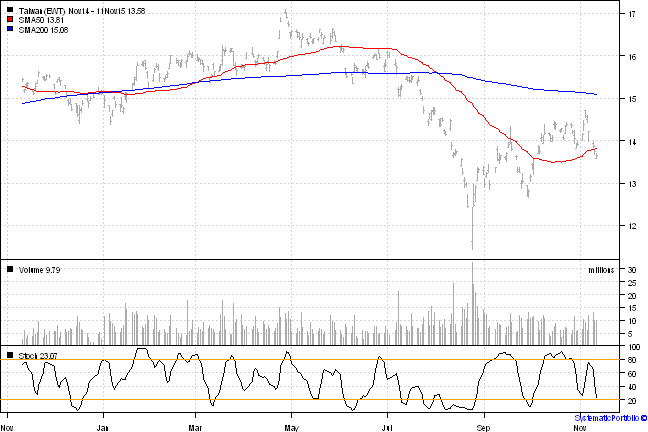 Taiwan (EWT) Nov14 - 11Nov15 13.58
SMA50 13.81
SMA200 15.08
17
16
15
14
13
12
Volume 9.79
millions
30
25
20
15
10
5
Stoch 23.07
100
80
60
40
20
Nov Jan Mar May Jul Sep Nov
SystematicPortfolio ©